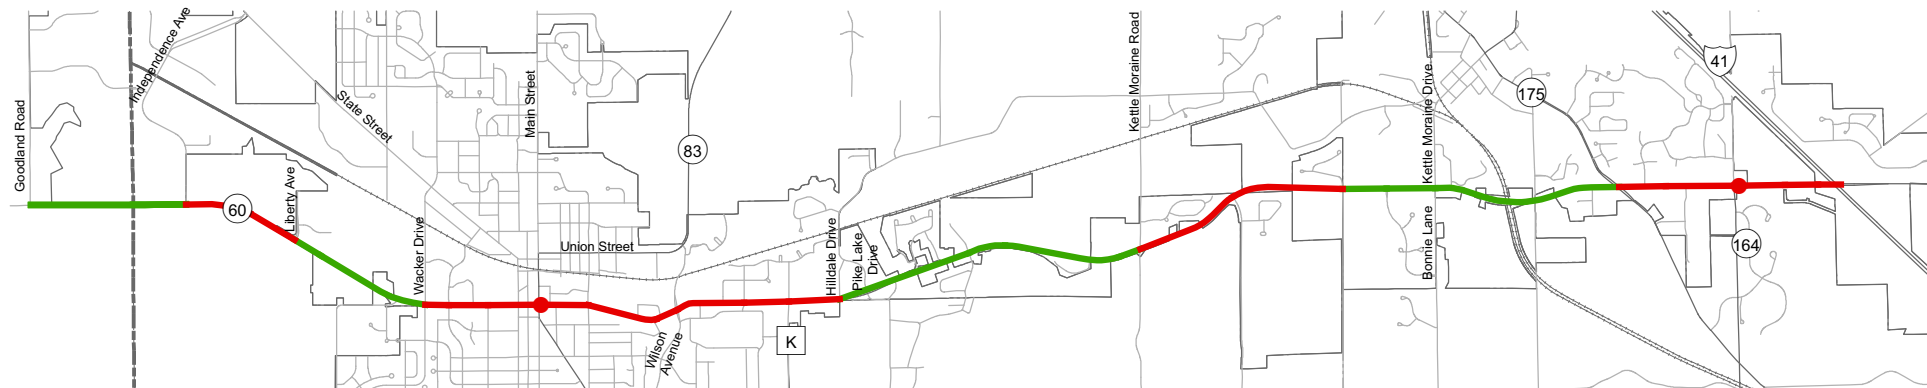 Goodland Road
Independence Ave
State Street
Liberty Ave
60
Wacker Drive
Main Street
Union Street
83
Wilson
Avenue
K
Hilldale Drive
Pike Lake
Drive
Kettle Moraine Road
Kettle Moraine Drive
Bonnie Lane
175
41
164